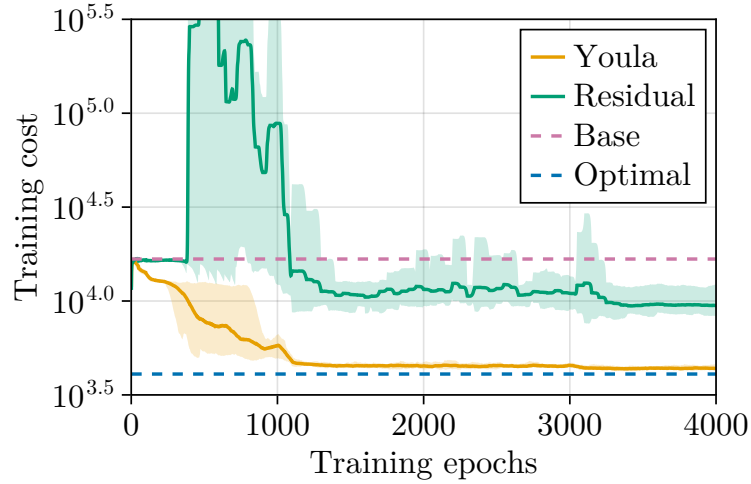 10^5.5
10^5.0
10^4.5
10^4.0
10^3.5
Training cost
Youla
Residual
Base
Optimal
0
1000
2000
3000
4000
Training epochs